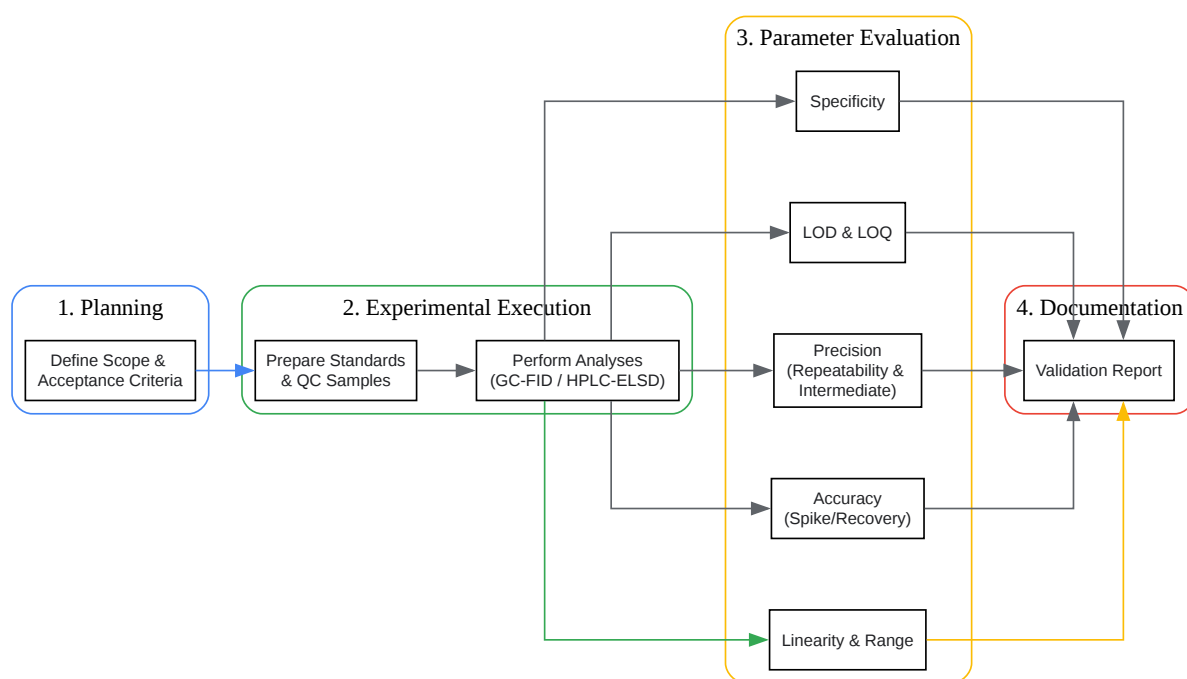 1. Planning
Define Scope &
Acceptance Criteria
2. Experimental Execution
Prepare Standards
& QC Samples
Perform Analyses
(GC-FID / HPLC-ELSD)
3. Parameter Evaluation
Specificity
LOD & LOQ
Precision
(Repeatability &
Intermediate)
Accuracy
(Spike/Recovery)
Linearity & Range
4. Documentation
Validation Report